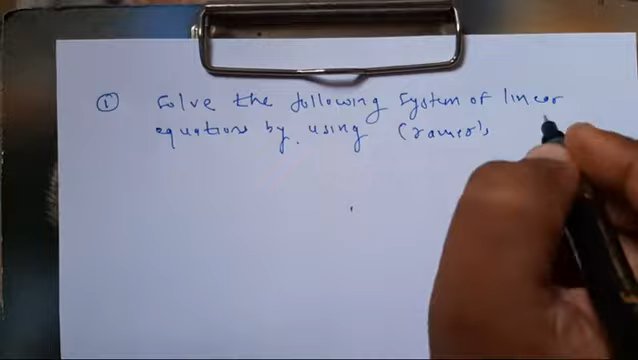 ① Solve the following system of linear
equations by using Cramer's